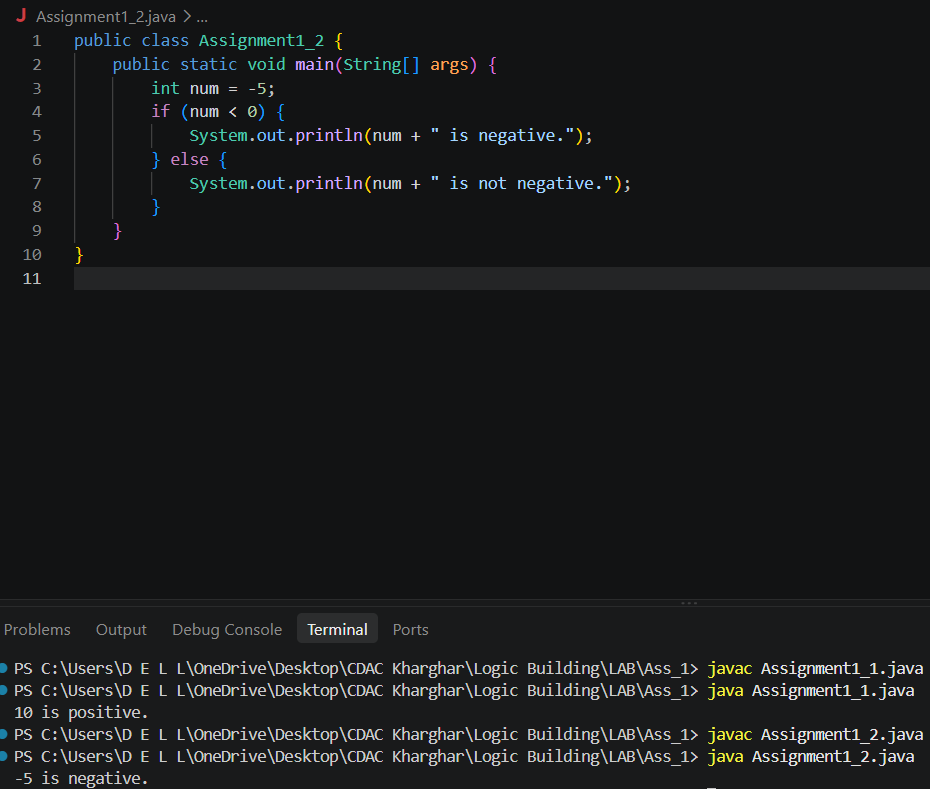 J Assignment1_2.java > ...
1 public class Assignment1_2 {
2     public static void main(String[] args) {
3         int num = -5;
4         if (num < 0) {
5             System.out.println(num + " is negative.");
6         } else {
7             System.out.println(num + " is not negative.");
8         }
9     }
10 }
11
Problems Output Debug Console Terminal Ports
PS C:\Users\D E L L\OneDrive\Desktop\CDAC Kharghar\Logic Building\LAB\Ass_1> javac Assignment1_1.java
PS C:\Users\D E L L\OneDrive\Desktop\CDAC Kharghar\Logic Building\LAB\Ass_1> java Assignment1_1.java
10 is positive.
PS C:\Users\D E L L\OneDrive\Desktop\CDAC Kharghar\Logic Building\LAB\Ass_1> javac Assignment1_2.java
PS C:\Users\D E L L\OneDrive\Desktop\CDAC Kharghar\Logic Building\LAB\Ass_1> java Assignment1_2.java
-5 is negative.